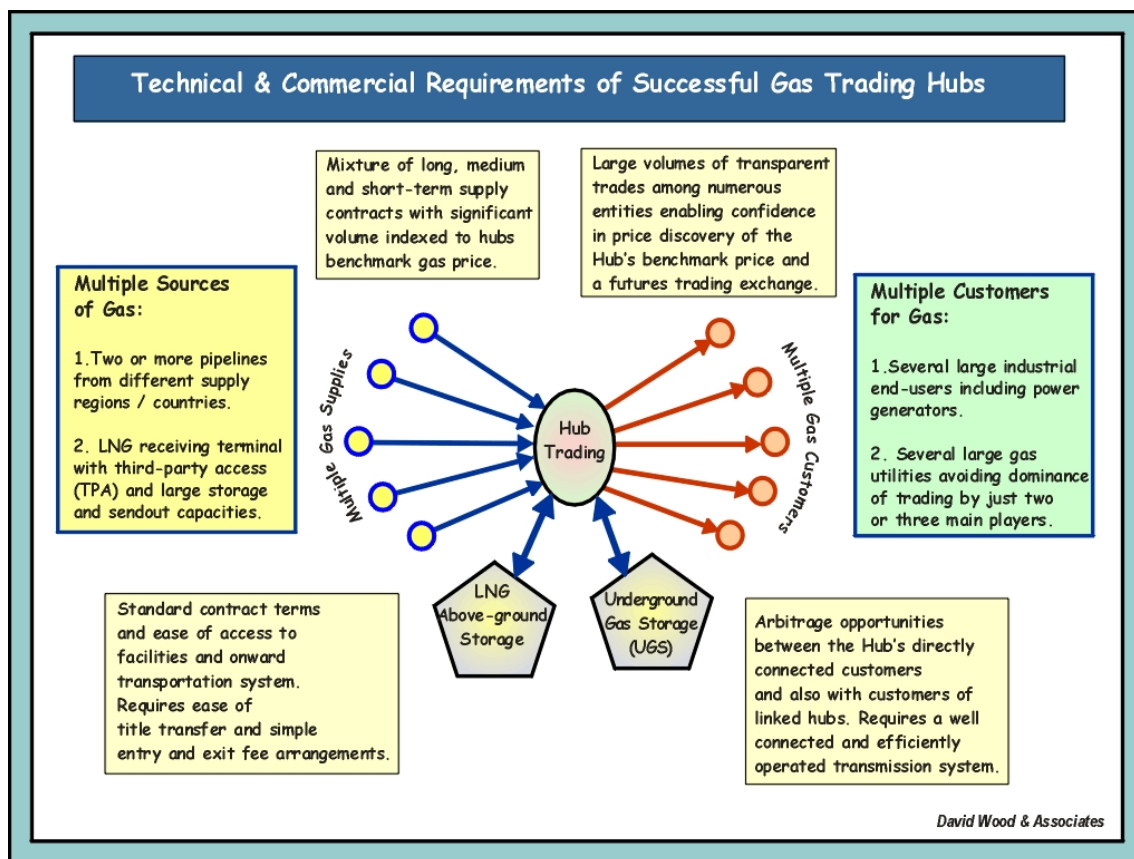 Technical & Commercial Requirements of Successful Gas Trading Hubs
Mixture of long, medium
and short-term supply
contracts with significant
volume indexed to hubs
benchmark gas price.
Large volumes of transparent
trades among numerous
entities enabling confidence
in price discovery of the
Hub's benchmark price and
a futures trading exchange.
Multiple Sources
of Gas:
1.Two or more pipelines
from different supply
regions / countries.
2. LNG receiving terminal
with third-party access
(TPA) and large storage
and sendout capacities.
Multiple Gas Supplies
Hub
Trading
Multiple Gas Customers
Multiple Customers
for Gas:
1.Several large industrial
end-users including power
generators.
2. Several large gas
utilities avoiding dominance
of trading by just two
or three main players.
LNG
Above-ground
Storage
Underground
Gas Storage
(UGS)
Standard contract terms
and ease of access to
facilities and onward
transportation system.
Requires ease of
title transfer and simple
entry and exit fee arrangements.
Arbitrage opportunities
between the Hub's directly
connected customers
and also with customers of
linked hubs. Requires a well
connected and efficiently
operated transmission system.
David Wood & Associates